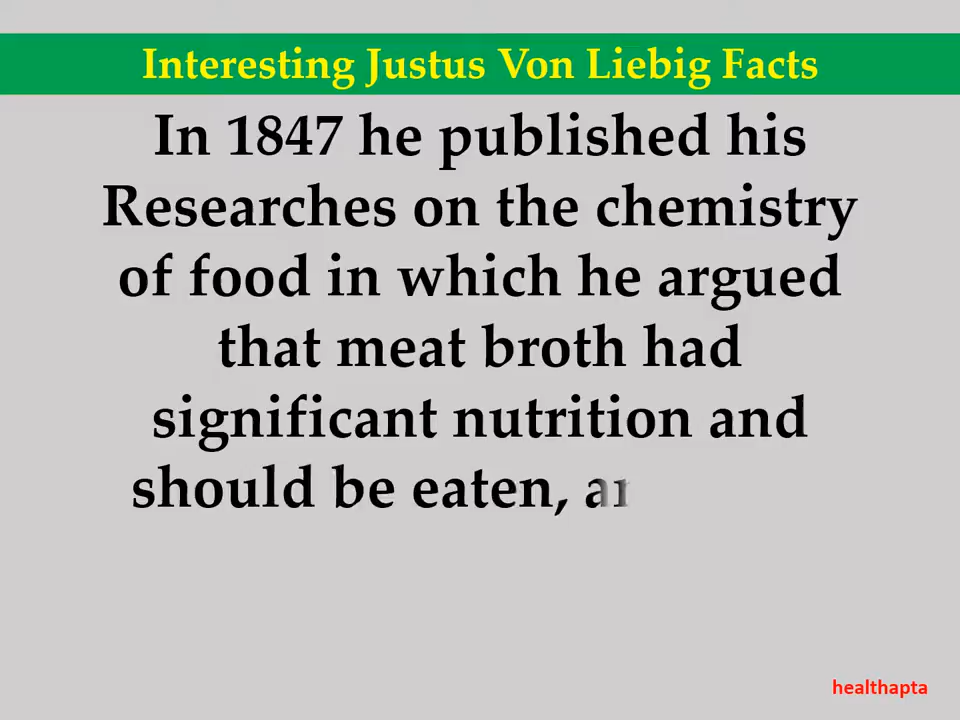 Interesting Justus Von Liebig Facts
In 1847 he published his
Researches on the chemistry
of food in which he argued
that meat broth had
significant nutrition and
should be eaten,
healthapta